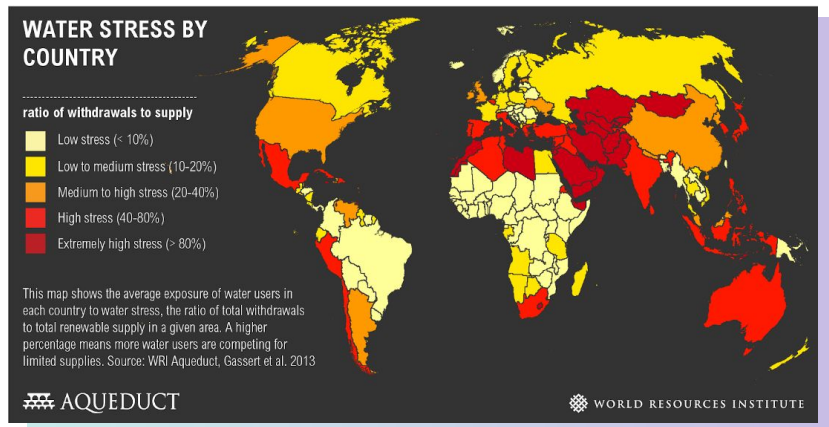 WATER STRESS BY
COUNTRY
ratio of withdrawals to supply
Low stress (< 10%)
Low to medium stress (10-20%)
Medium to high stress (20-40%)
High stress (40-80%)
Extremely high stress (> 80%)
This map shows the average exposure of water users in
each country to water stress, the ratio of total withdrawals
to total renewable supply in a given area. A higher
percentage means more water users are competing for
limited supplies. Source: WRI Aqueduct, Gassert et al. 2013
AQUEDUCT
WORLD RESOURCES INSTITUTE